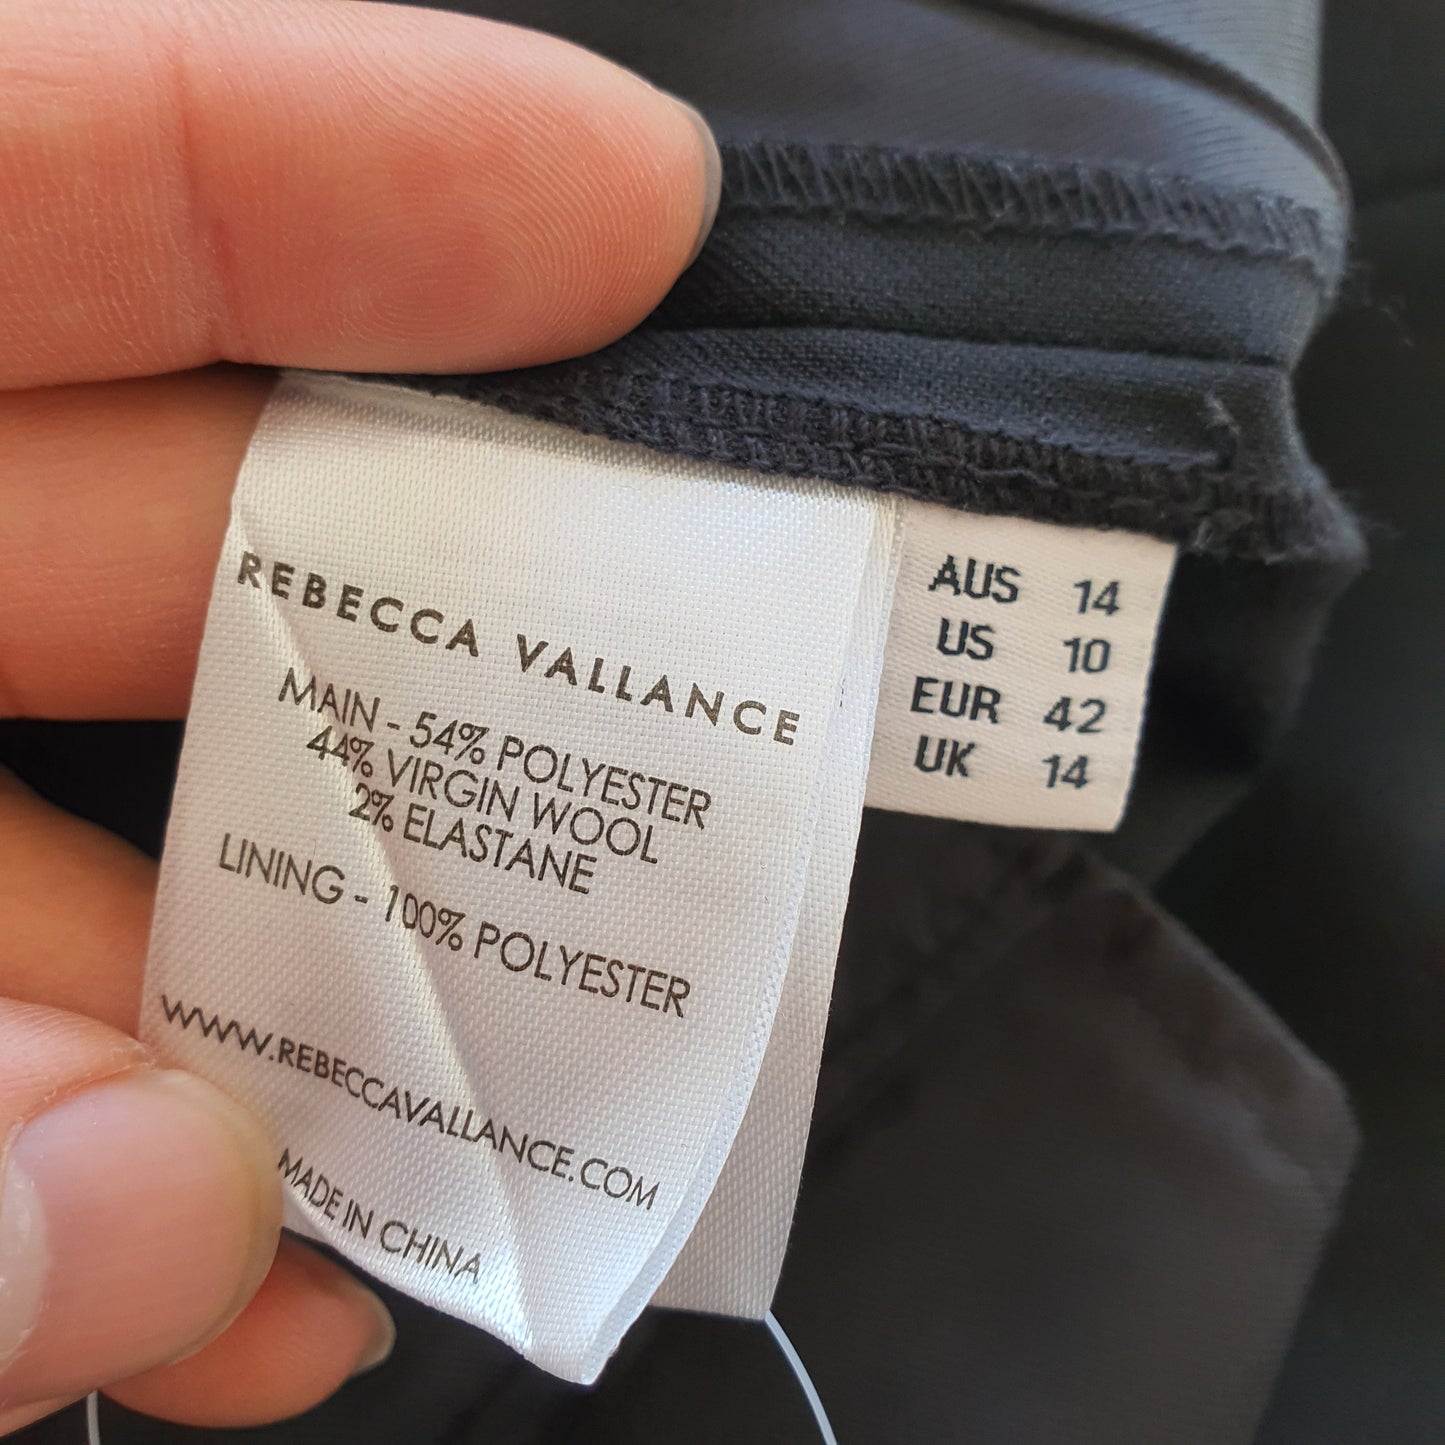 REBECCA VALLANCE
MAIN - 54% POLYESTER
44% VIRGIN WOOL
2% ELASTANE
LINING - 100% POLYESTER
WWW.REBECCAVALLANCE.COM
MADE IN CHINA
AUS 14
US 10
EUR 42
UK 14